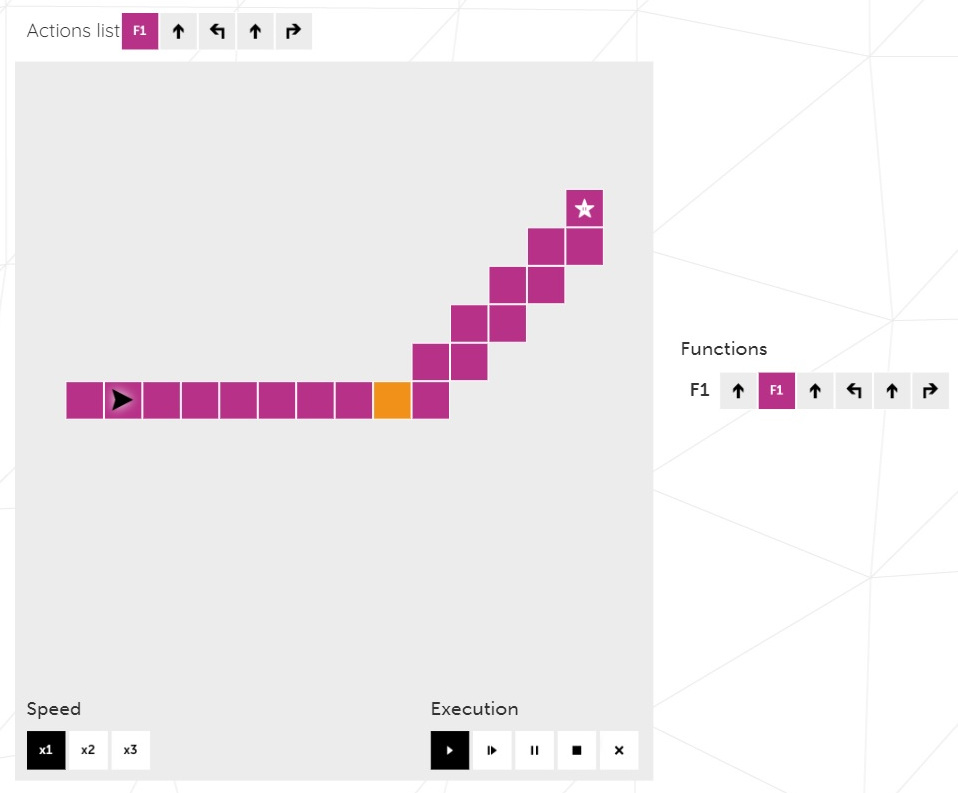 Actions list F1
Functions
F1 F1
Speed
Execution
x1 x2 x3